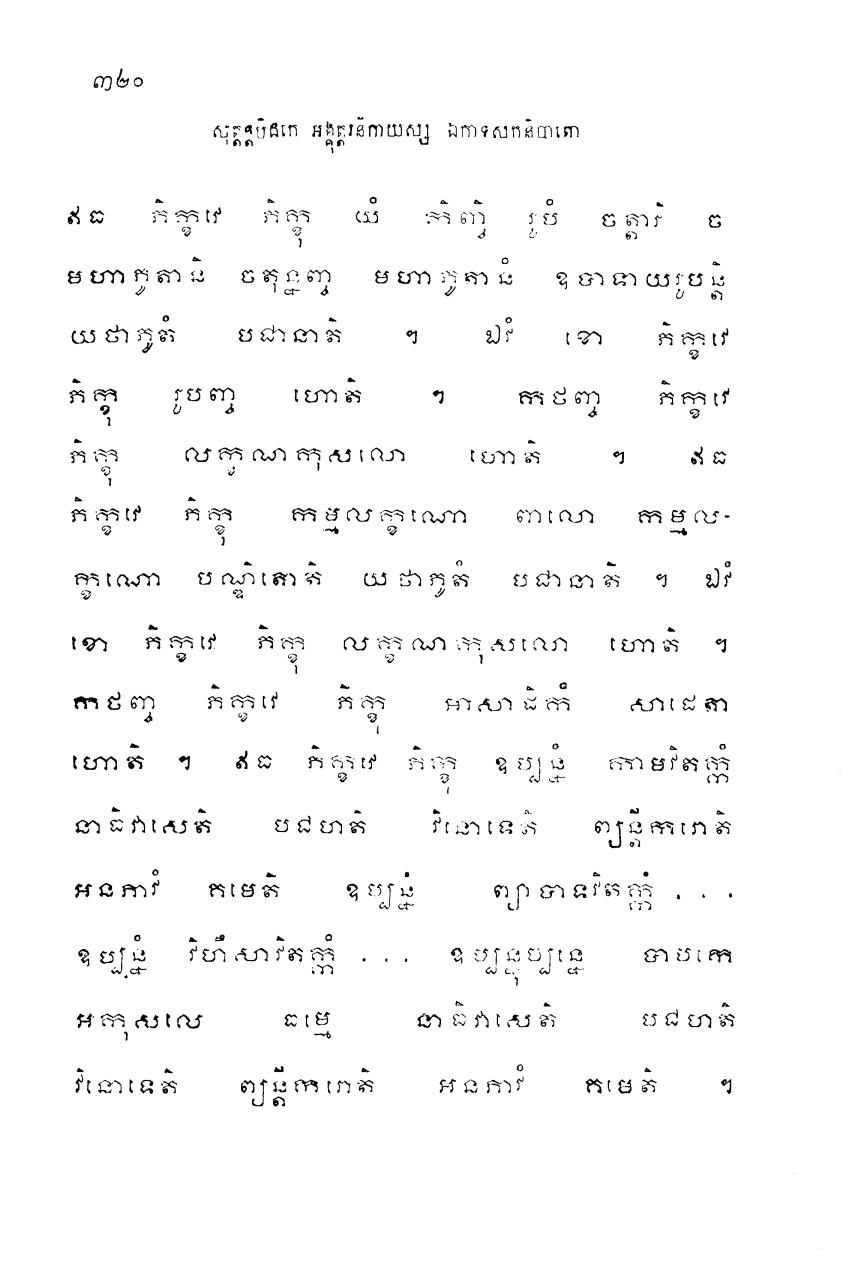 ៣២០
សុត្តន្តបិដកេ អង្គុត្តរនិកាយស្ស ឯកាទសកនិបាតោ
ឥធ ភិក្ខវេ ភិក្ខុ យំ កិញ្ចិ រូបំ ចត្តារិ ច
មហាភូតានិ ចតុន្នញ្ច មហាភូតានំ ឧបាទាយរូបន្តិ
យថាភូតំ បជានាតិ ។ ឯវំ ខោ ភិក្ខវេ
ភិក្ខុ រូបញ្ញូ ហោតិ ។ កថញ្ច ភិក្ខវេ
ភិក្ខុ លក្ខណកុសលោ ហោតិ ។ ឥធ
ភិក្ខវេ ភិក្ខុ កម្មលក្ខណោ ពាលោ កម្មល-
ក្ខណោ បណ្ឌិតោតិ យថាភូតំ បជានាតិ ។ ឯវំ
ខោ ភិក្ខវេ ភិក្ខុ លក្ខណកុសលោ ហោតិ ។
កថញ្ច ភិក្ខវេ ភិក្ខុ អាសាដិកំ សាដេតា
ហោតិ ។ ឥធ ភិក្ខវេ ភិក្ខុ ឧប្បន្នំ កាមវិតក្កំ
នាធិវាសេតិ បជហតិ វិនោទេតិ ព្យន្តីករោតិ
អនភាវំ គមេតិ ឧប្បន្នំ ព្យាបាទវិតក្កំ . . .
ឧប្បន្នំ វិហឹសាវិតក្កំ . . . ឧប្បន្នុប្បន្នេ បាបកេ
អកុសលេ ធម្មេ នាធិវាសេតិ បជហតិ
វិនោទេតិ ព្យន្តីករោតិ អនភាវំ គមេតិ ។